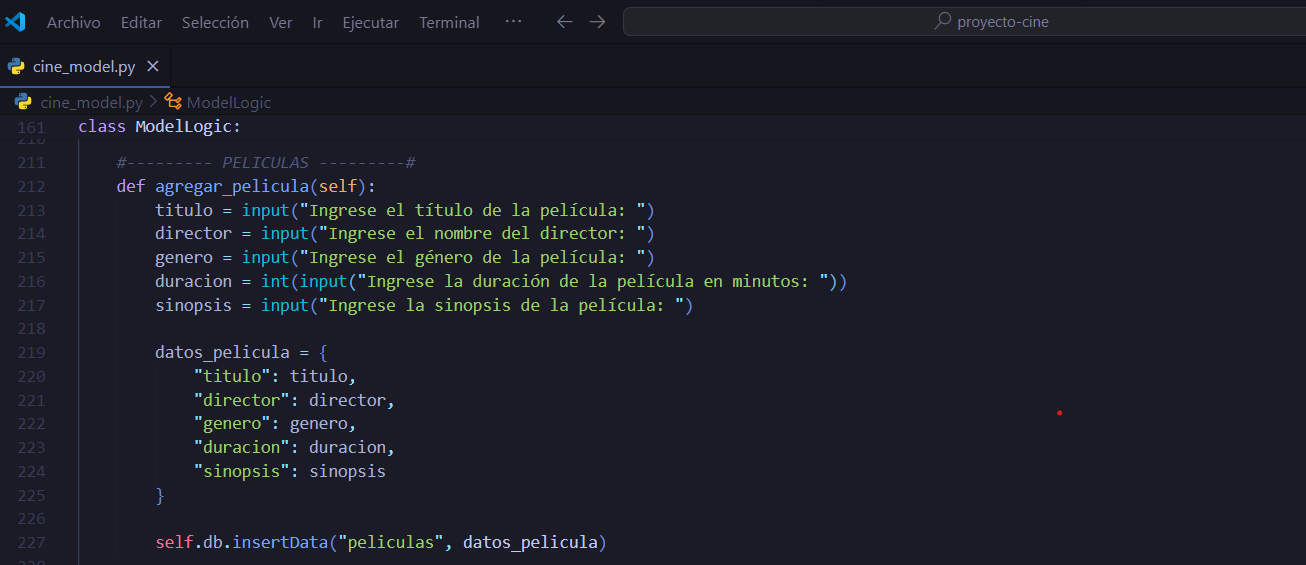 Archivo Editar Selección Ver Ir Ejecutar Terminal ··· proyecto-cine
cine_model.py
cine_model.py > ModelLogic
161 class ModelLogic:
210
211 #--------- PELICULAS ---------#
212 def agregar_pelicula(self):
213 titulo = input("Ingrese el título de la película: ")
214 director = input("Ingrese el nombre del director: ")
215 genero = input("Ingrese el género de la película: ")
216 duracion = int(input("Ingrese la duración de la película en minutos: "))
217 sinopsis = input("Ingrese la sinopsis de la película: ")
218
219 datos_pelicula = {
220 "titulo": titulo,
221 "director": director,
222 "genero": genero,
223 "duracion": duracion,
224 "sinopsis": sinopsis
225 }
226
227 self.db.insertData("peliculas", datos_pelicula)
228